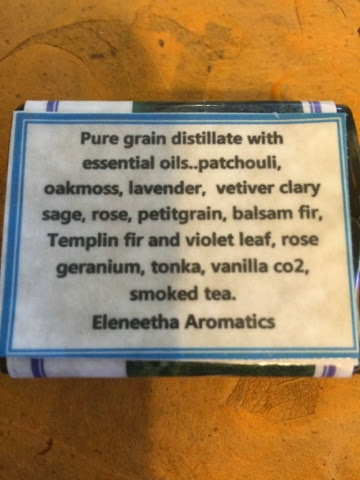 Pure grain distillate with
essential oils..patchouli,
oakmoss, lavender, vetiver clary
sage, rose, petitgrain, balsam fir,
Templin fir and violet leaf, rose
geranium, tonka, vanilla co2,
smoked tea.
Eleneetha Aromatics